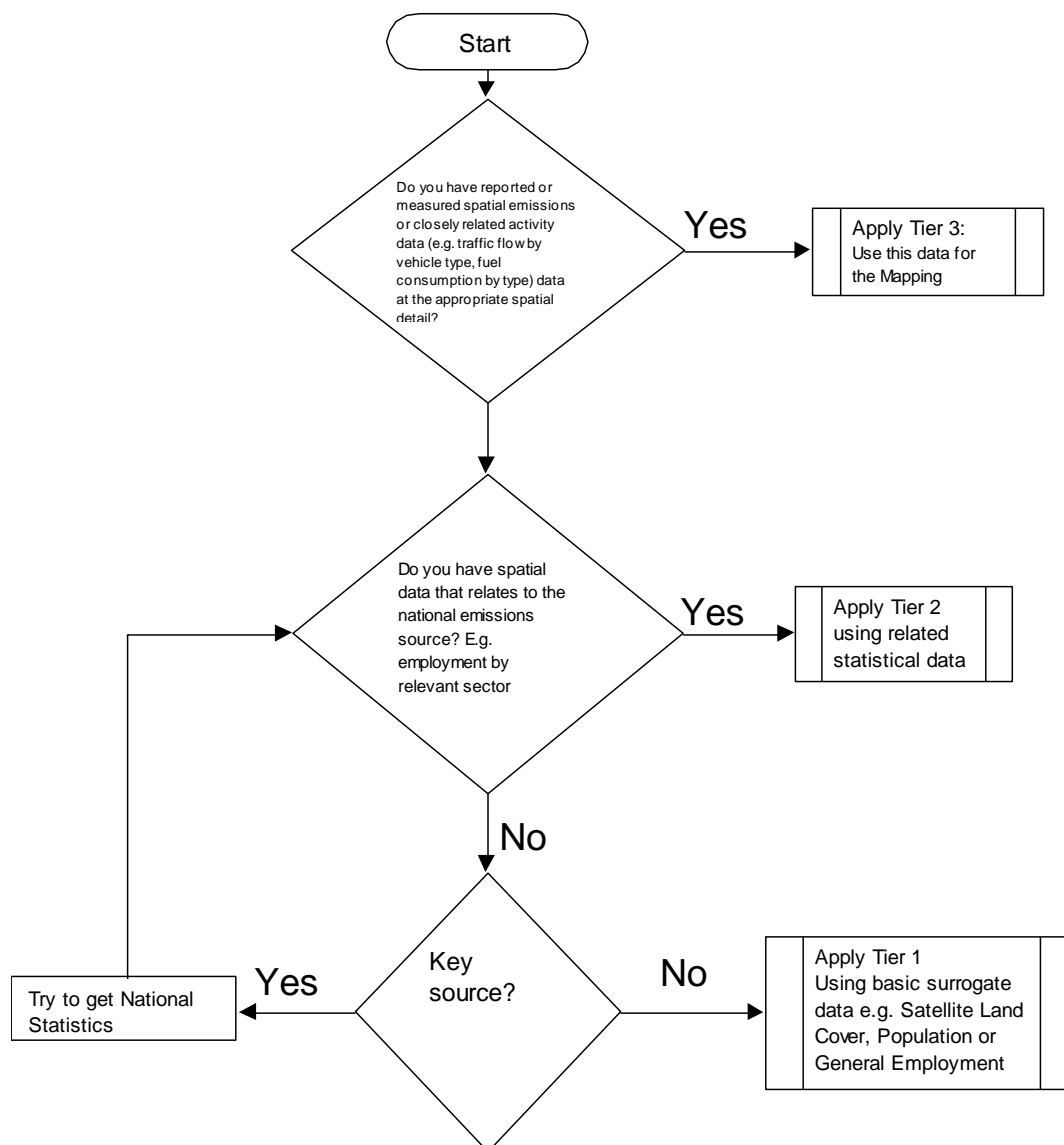 Start
Do you have reported or
measured spatial emissions
or closely related activity
data (e.g. traffic flow by
vehicle type, fuel
consumption by type) data
at the appropriate spatial
detail?
Yes
Apply Tier 3:
Use this data for
the Mapping
Do you have spatial
data that relates to the
national emissions
source? E.g.
employment by
relevant sector
Yes
Apply Tier 2
using related
statistical data
No
Key
source?
Yes
Try to get National
Statistics
No
Apply Tier 1
Using basic surrogate
data e.g. Satellite Land
Cover, Population or
General Employment